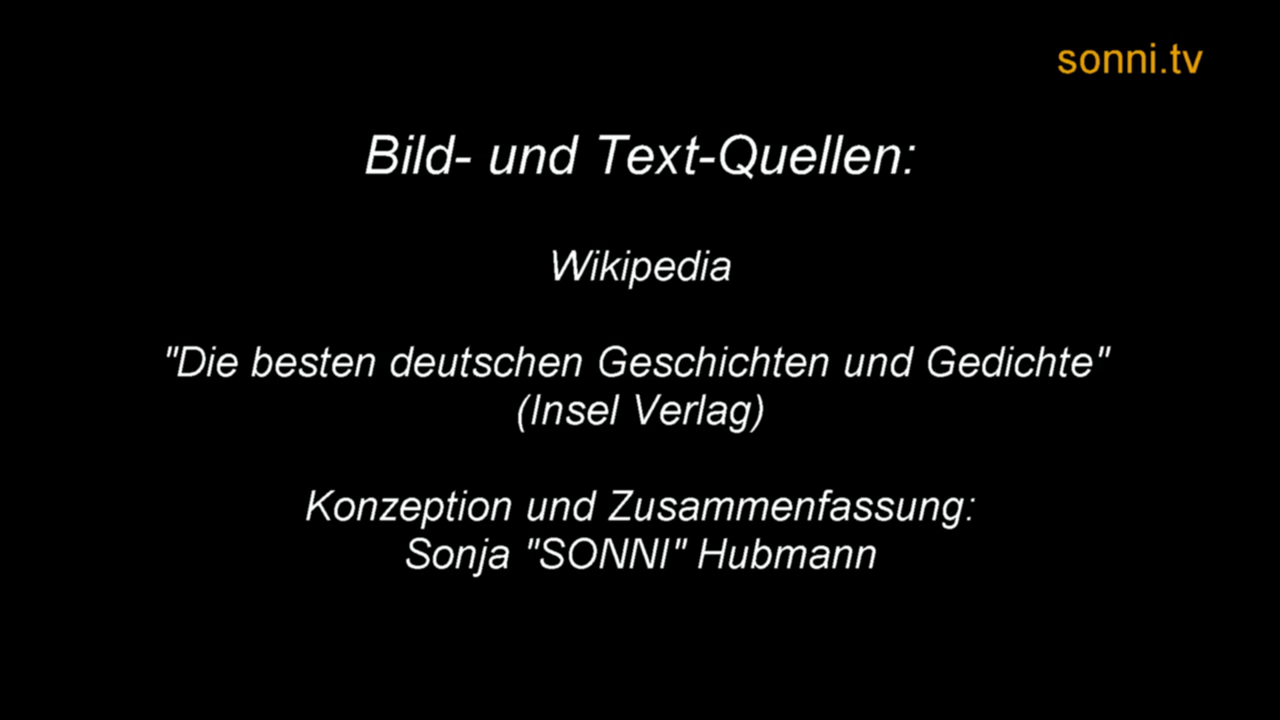 sonni.tv
Bild- und Text-Quellen:
Wikipedia
"Die besten deutschen Geschichten und Gedichte"
(Insel Verlag)
Konzeption und Zusammenfassung:
Sonja "SONNI" Hubmann